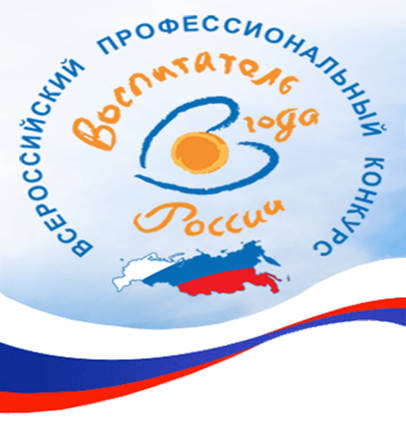 ВСЕРОССИЙСКИЙ ПРОФЕССИОНАЛЬНЫЙ КОНКУРС
Воспитатель
года
России